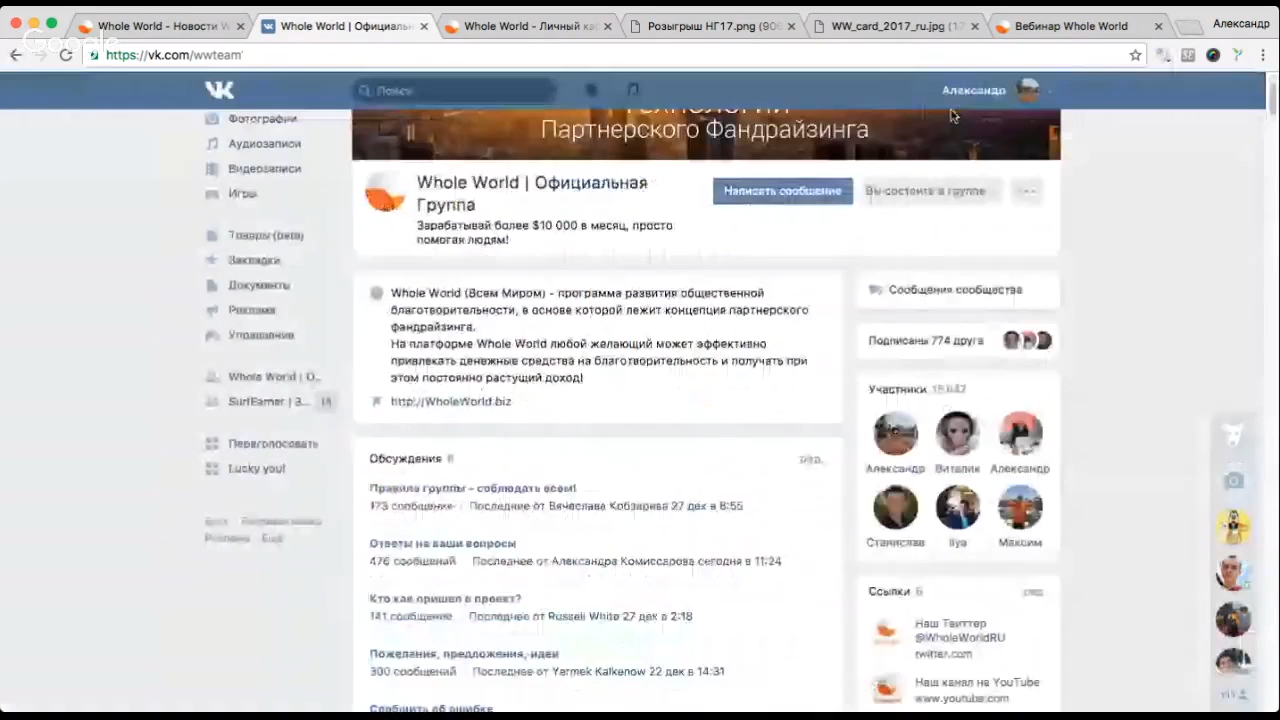 Whole World - Новости W
Whole World | Официаль
Whole World - Личный ка
Розыгрыш НГ17.png (906
WW_card_2017_ru.jpg (17
Вебинар Whole World
Александр
Google
https://vk.com/wwteam
Поиск
Александр
Партнерского Фандрайзинга
Фотографии
Аудиозаписи
Видеозаписи
Игры
Товары (beta)
Закладки
Документы
Реклама
Управление
Whole World | О...
SurfEarner | З...
Переголосовать
Lucky you!
Whole World | Официальная
Группа
Зарабатывай более $10 000 в месяц, просто
помогая людям!
Написать сообщение
Вы состоите в группе
Whole World (Всем Миром) - программа развития общественной
благотворительности, в основе которой лежит концепция партнерского
фандрайзинга.
На платформе Whole World любой желающий может эффективно
привлекать денежные средства на благотворительность и получать при
этом постоянно растущий доход!
http://WholeWorld.biz
Обсуждения
Правила группы - соблюдать всем!
173 сообщения Последнее от Вячеслава Кобзарева 27 дек в 8:55
Ответы на ваши вопросы
476 сообщений Последнее от Александра Комиссарова сегодня в 11:24
Кто как пришел в проект?
141 сообщение Последнее от Russell White 27 дек в 2:18
Пожелания, предложения, идеи
300 сообщений Последнее от Yermek Kalkenow 22 дек в 14:31
Сообщить об ошибке
Сообщения сообщества
Подписаны 774 друга
Участники
Александр Виталик Александр
Станислав Ilya Максим
Ссылки 6
Наш Твиттер
@WholeWorldRU
twitter.com
Наш канал на YouTube
www.youtube.com